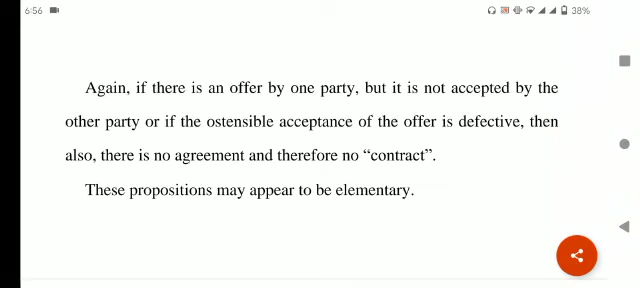 6:56
38%
Again, if there is an offer by one party, but it is not accepted by the
other party or if the ostensible acceptance of the offer is defective, then
also, there is no agreement and therefore no “contract”.
These propositions may appear to be elementary.